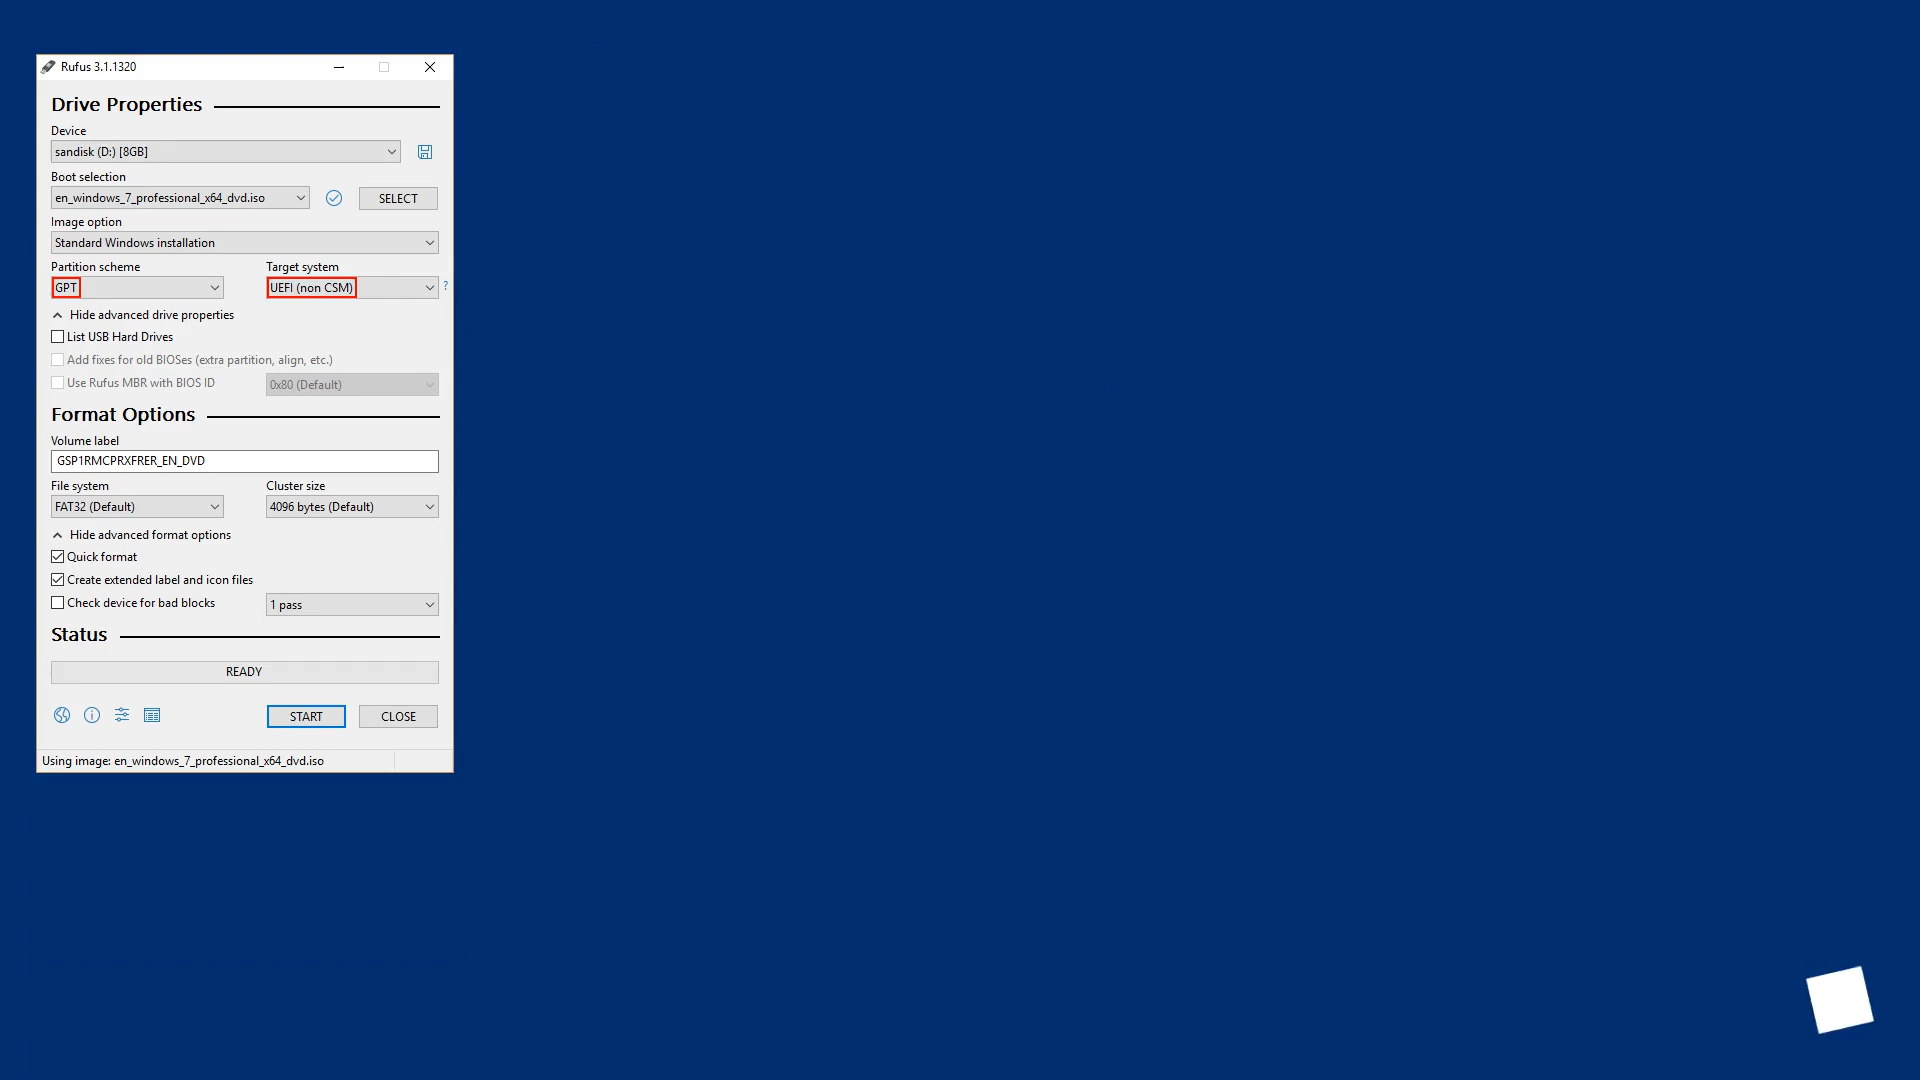 Rufus 3.1.1320
Drive Properties
Device
sandisk (D:) [8GB]
Boot selection
en_windows_7_professional_x64_dvd.iso
SELECT
Image option
Standard Windows installation
Partition scheme
Target system
GPT
UEFI (non CSM)
?
Hide advanced drive properties
List USB Hard Drives
Add fixes for old BIOSes (extra partition, align, etc.)
Use Rufus MBR with BIOS ID
0x80 (Default)
Format Options
Volume label
GSP1RMCPRXFRER_EN_DVD
File system
Cluster size
FAT32 (Default)
4096 bytes (Default)
Hide advanced format options
Quick format
Create extended label and icon files
Check device for bad blocks
1 pass
Status
READY
START
CLOSE
Using image: en_windows_7_professional_x64_dvd.iso